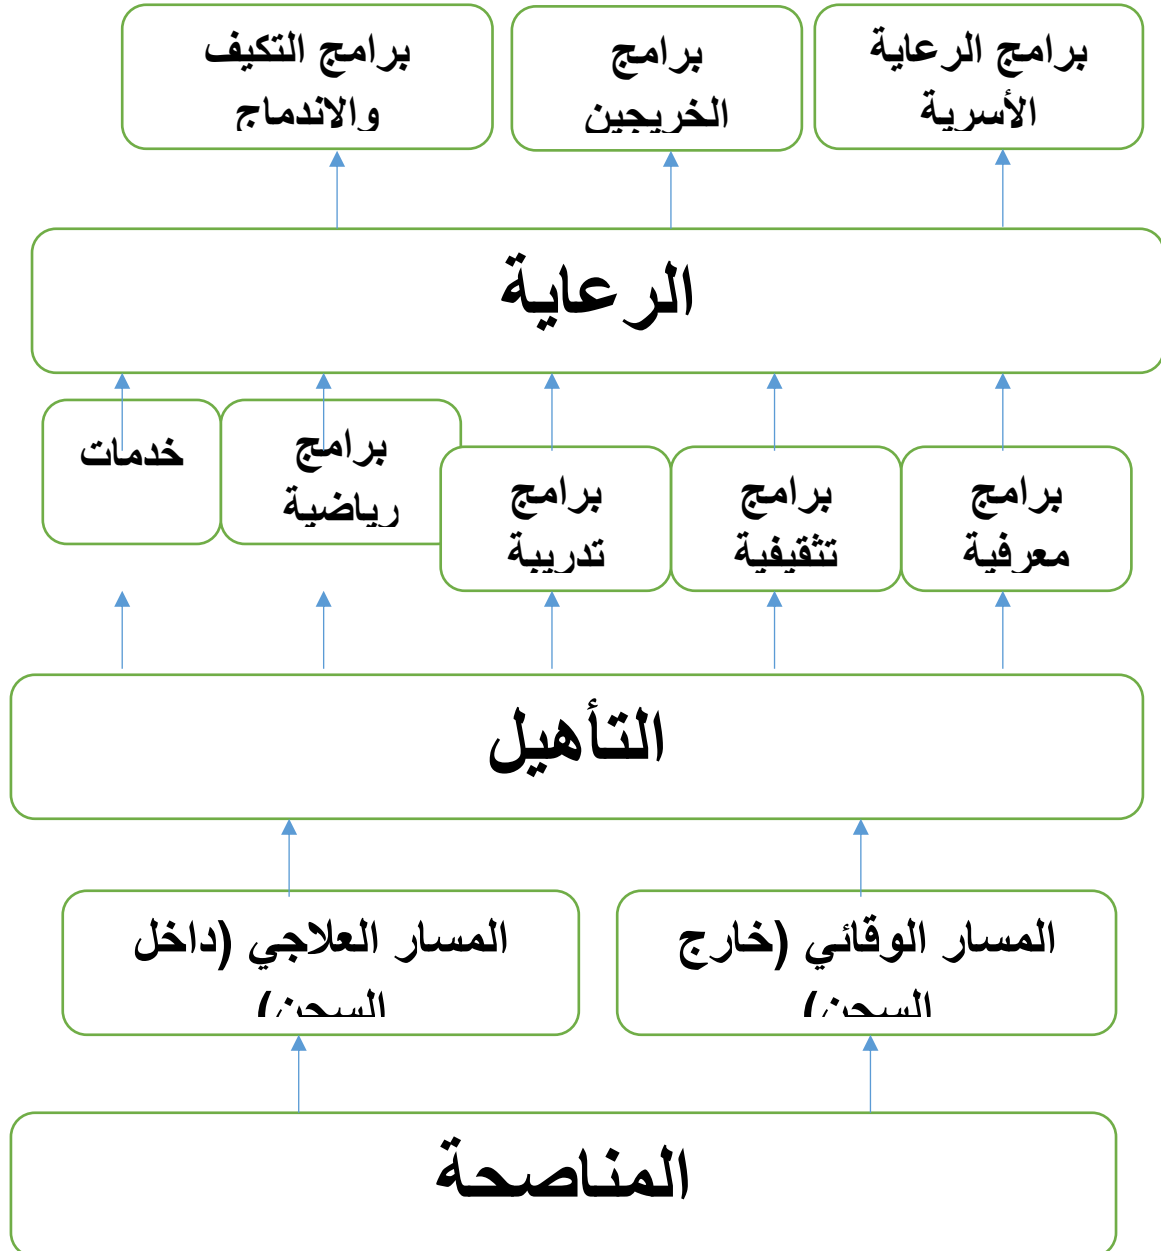 برامج الرعاية
الأسرية
برامج
الخريجين
برامج التكيف
والاندماج
الرعاية
برامج
معرفية
برامج
تثقيفية
برامج
تدريبة
برامج
رياضية
خدمات
التأهيل
المسار الوقائي (خارج
السجن)
المسار العلاجي (داخل
السجن)
المناصحة